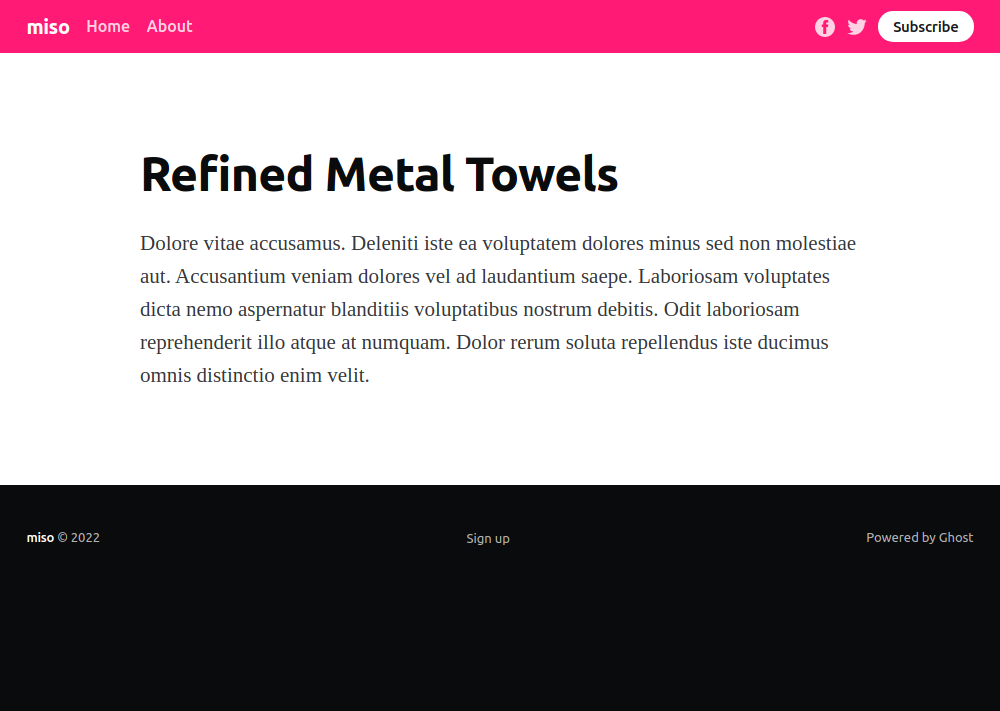 miso Home About Subscribe
Refined Metal Towels
Dolore vitae accusamus. Deleniti iste ea voluptatem dolores minus sed non molestiae
aut. Accusantium veniam dolores vel ad laudantium saepe. Laboriosam voluptates
dicta nemo aspernatur blanditiis voluptatibus nostrum debitis. Odit laboriosam
reprehenderit illo atque at numquam. Dolor rerum soluta repellendus iste ducimus
omnis distinctio enim velit.
miso © 2022 Sign up Powered by Ghost